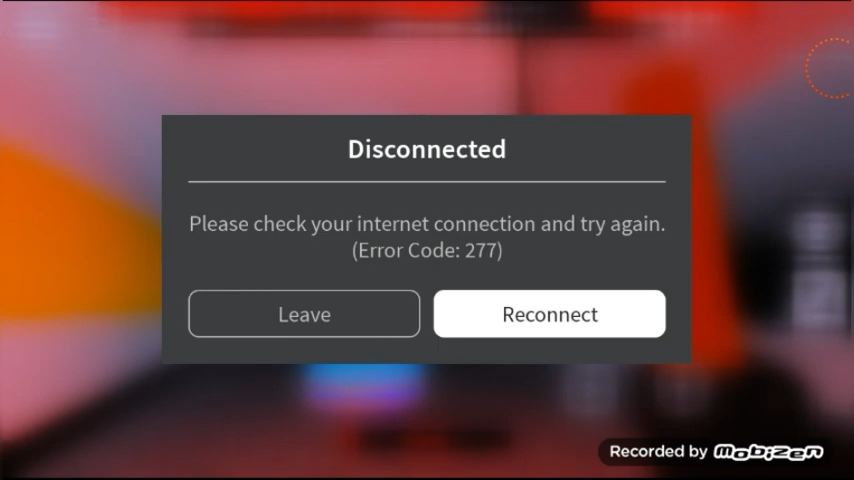 Disconnected
Please check your internet connection and try again.
(Error Code: 277)
Leave
Reconnect
Recorded by Mobizen